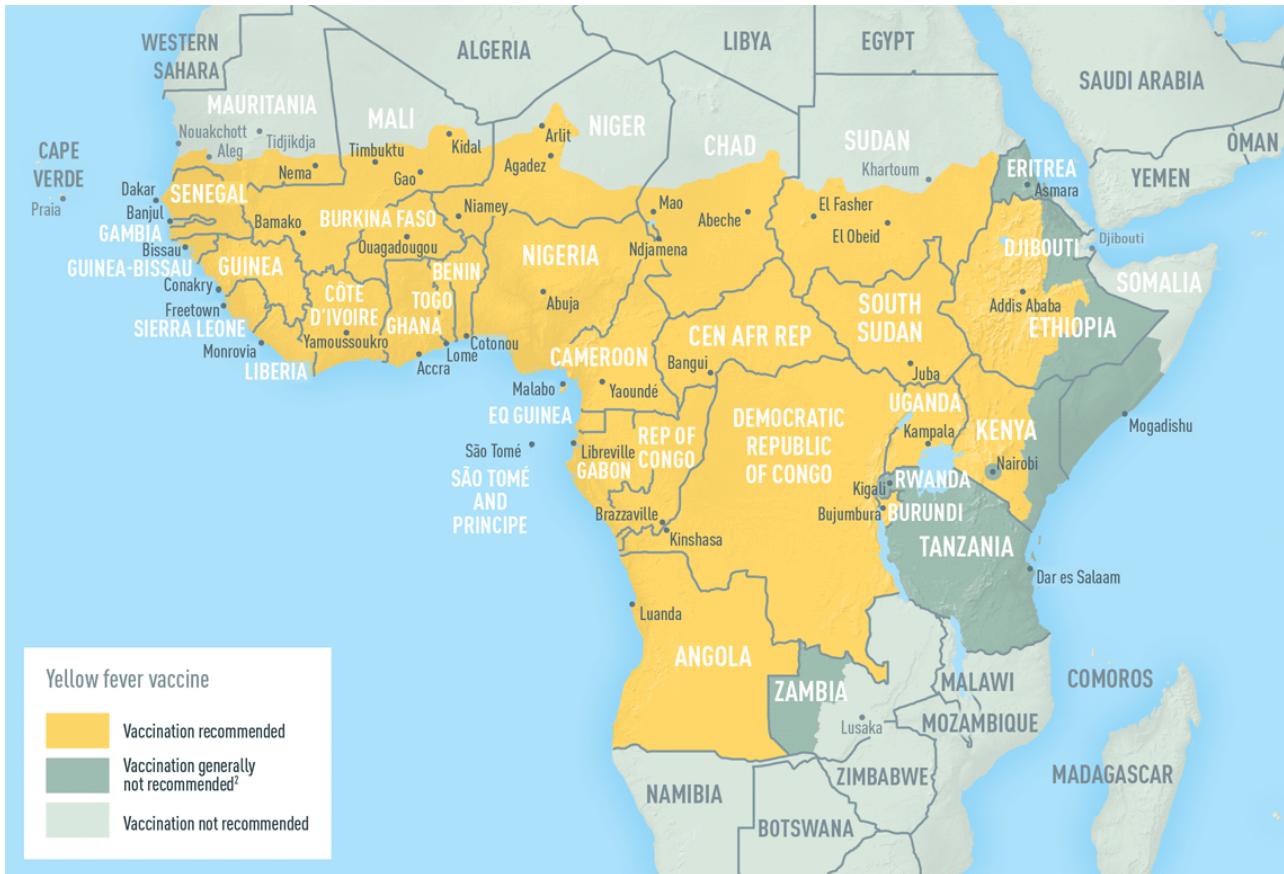 WESTERN
SAHARA
ALGERIA
LIBYA
EGYPT
SAUDI ARABIA
MAURITANIA
Nouakchott
Tidjikdja
Aleg
MALI
Timbuktu
Kidal
Arlit
NIGER
Agadez
CHAD
SUDAN
Khartoum
ERITREA
Asmara
OMAN
YEMEN
CAPE
VERDE
Praia
Nema
Gao
Dakar
SENEGAL
Banjul
GAMBIA
Bissau
GUINEA-BISSAU
Bamako
BURKINA FASO
Ouagadougou
Niamey
Mao
Abeche
Ndjamena
El Fasher
El Obeid
DJIBOUTI
Djibouti
SOMALIA
GUINEA
Conakry
Freetown
SIERRA LEONE
Monrovia
LIBERIA
CÔTE
D'IVOIRE
Yamoussoukro
BENIN
TOGO
GHANA
Accra
Lome
Cotonou
NIGERIA
Abuja
CAMEROON
Yaoundé
Malabo
EQ GUINEA
CEN AFR REP
Bangui
SOUTH
SUDAN
Juba
Addis Ababa
ETHIOPIA
São Tomé
SÃO TOMÉ
AND
PRINCIPE
Libreville
GABON
REP OF
CONGO
Brazzaville
Kinshasa
DEMOCRATIC
REPUBLIC
OF CONGO
UGANDA
Kampala
KENYA
Nairobi
Mogadishu
Kigali
RWANDA
Bujumbura
BURUNDI
TANZANIA
Dar es Salaam
Luanda
ANGOLA
ZAMBIA
Lusaka
MALAWI
MOZAMBIQUE
COMOROS
ZIMBABWE
MADAGASCAR
NAMIBIA
BOTSWANA
Yellow fever vaccine
Vaccination recommended
Vaccination generally
not recommended²
Vaccination not recommended